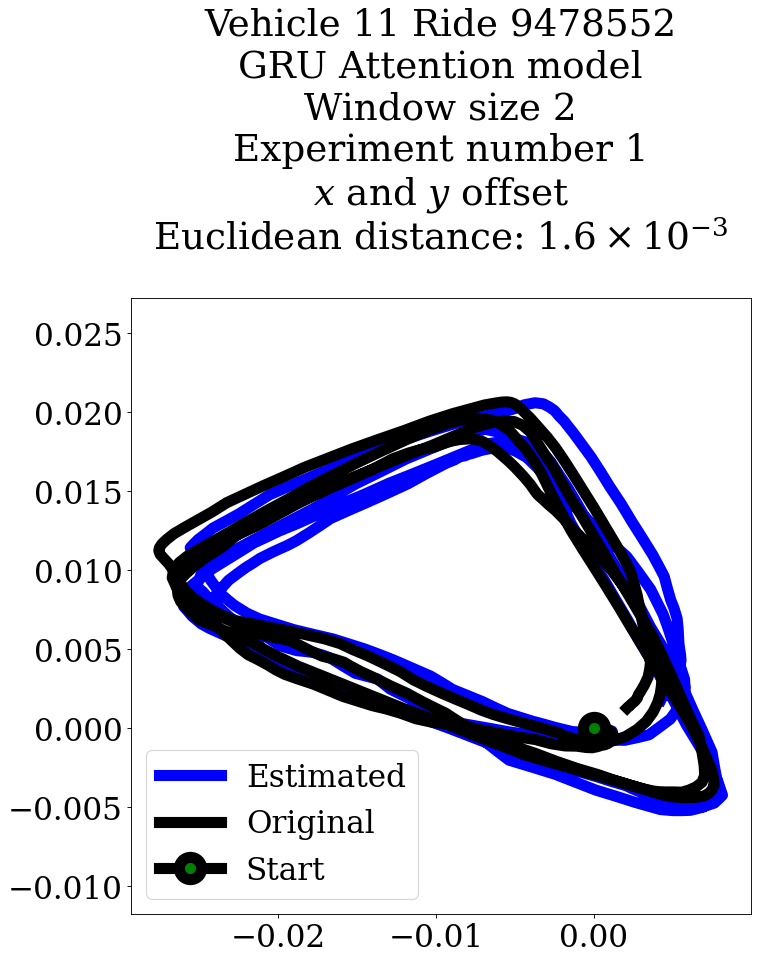 Vehicle 11 Ride 9478552
GRU Attention model
Window size 2
Experiment number 1
x and y offset
Euclidean distance: 1.6 × 10⁻³
0.025
0.020
0.015
0.010
0.005
0.000
−0.005
−0.010
Estimated
Original
Start
−0.02 −0.01 0.00